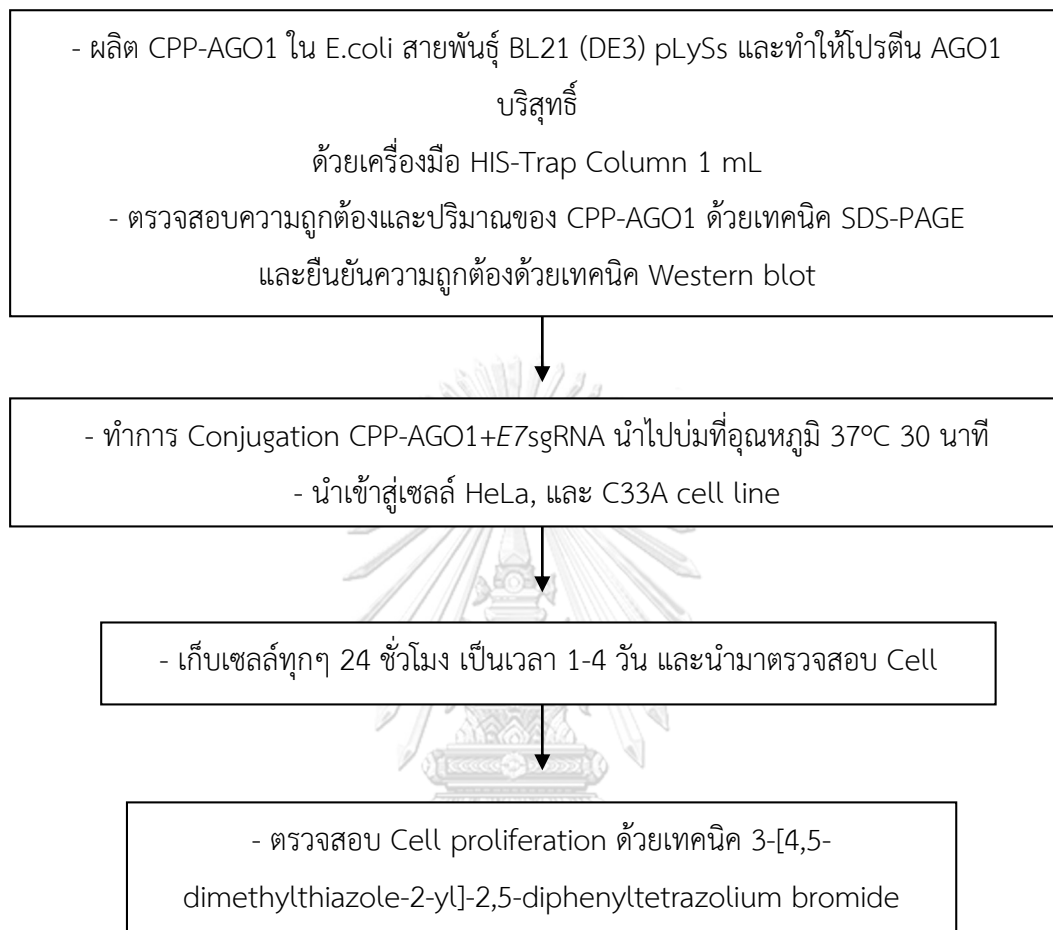 - ผลิต CPP-AGO1 ใน E.coli สายพันธุ์ BL21 (DE3) pLySs และทำให้โปรตีน AGO1
บริสุทธิ์
ด้วยเครื่องมือ HIS-Trap Column 1 mL
- ตรวจสอบความถูกต้องและปริมาณของ CPP-AGO1 ด้วยเทคนิค SDS-PAGE
และยืนยันความถูกต้องด้วยเทคนิค Western blot
- ทำการ Conjugation CPP-AGO1+E7sgRNA นำไปบ่มที่อุณหภูมิ 37ºC 30 นาที
- นำเข้าสู่เซลล์ HeLa, และ C33A cell line
- เก็บเซลล์ทุกๆ 24 ชั่วโมง เป็นเวลา 1-4 วัน และนำมาตรวจสอบ Cell
- ตรวจสอบ Cell proliferation ด้วยเทคนิค 3-[4,5-
dimethylthiazole-2-yl]-2,5-diphenyltetrazolium bromide